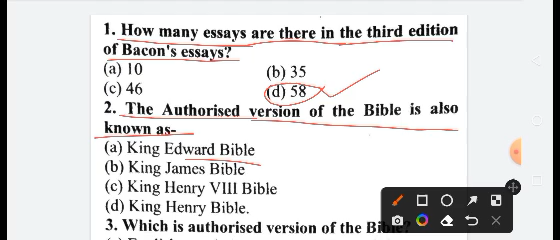 1. How many essays are there in the third edition
of Bacon's essays?
(a) 10 (b) 35
(c) 46 (d) 58
2. The Authorised version of the Bible is also
known as-
(a) King Edward Bible
(b) King James Bible
(c) King Henry VIII Bible
(d) King Henry Bible.
3. Which is authorised version of the Bible?